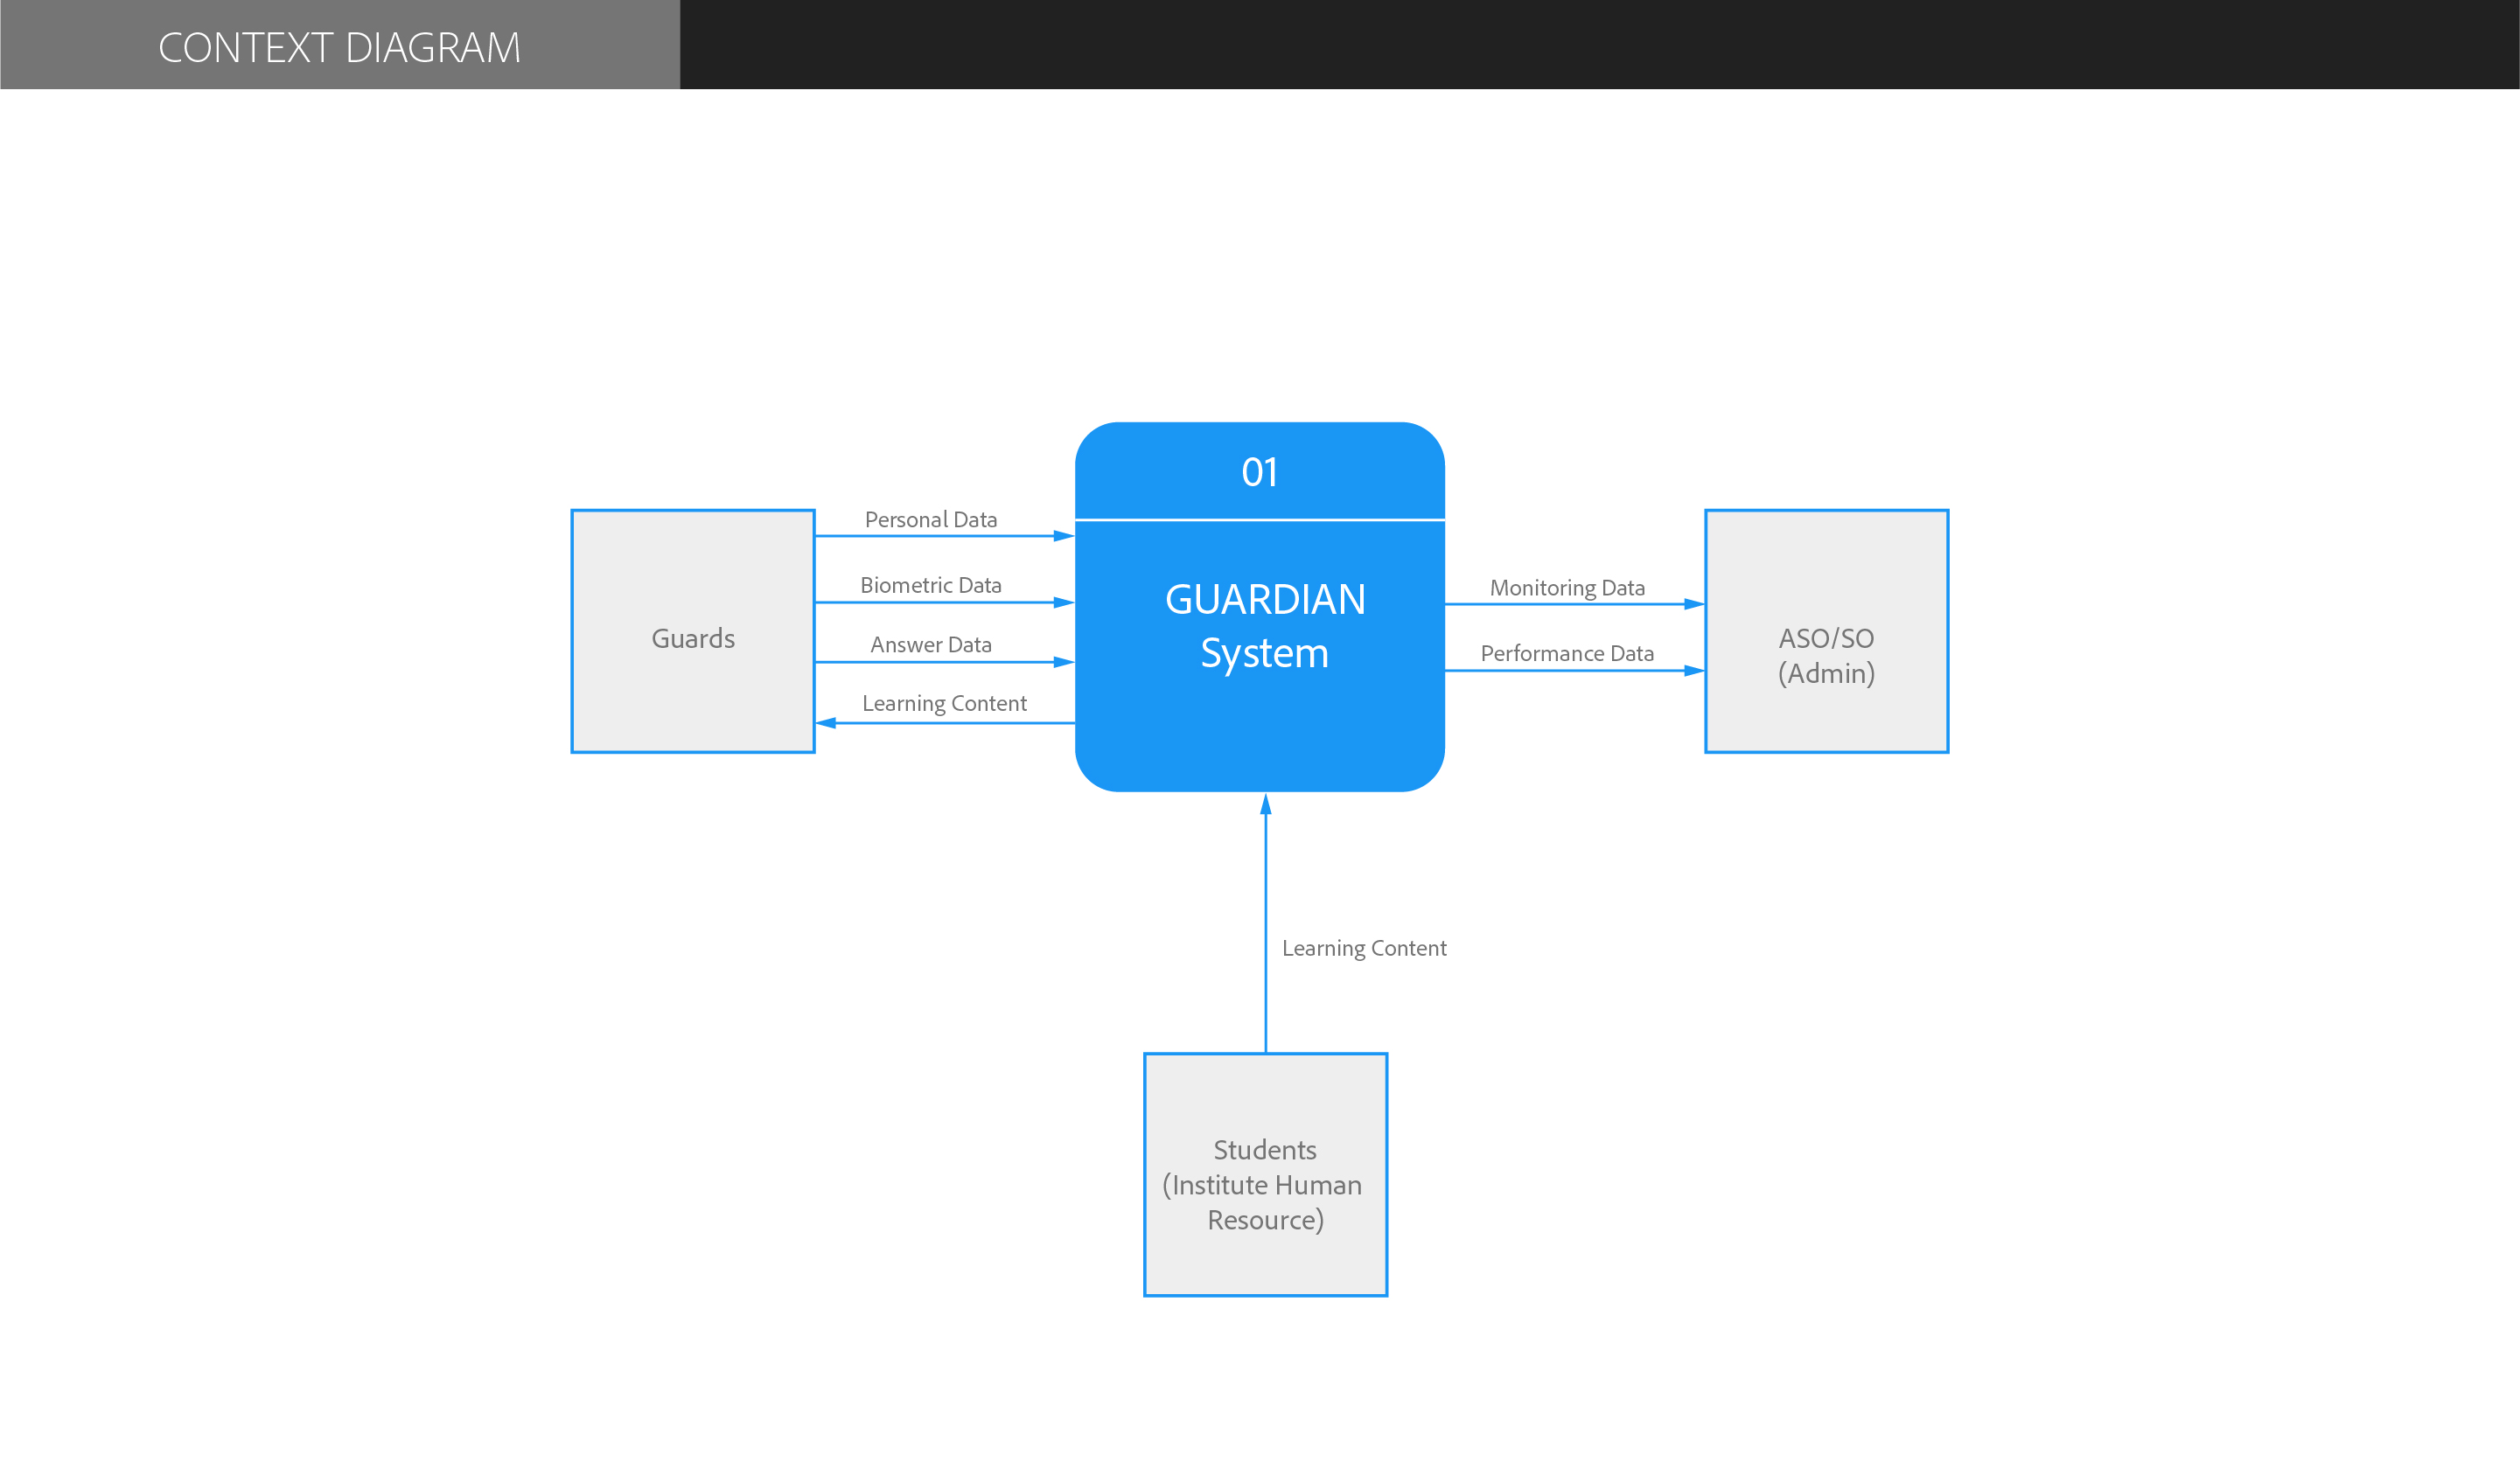 CONTEXT DIAGRAM
01
GUARDIAN
System
Guards
Personal Data
Biometric Data
Answer Data
Learning Content
Monitoring Data
Performance Data
ASO/SO
(Admin)
Learning Content
Students
(Institute Human
Resource)